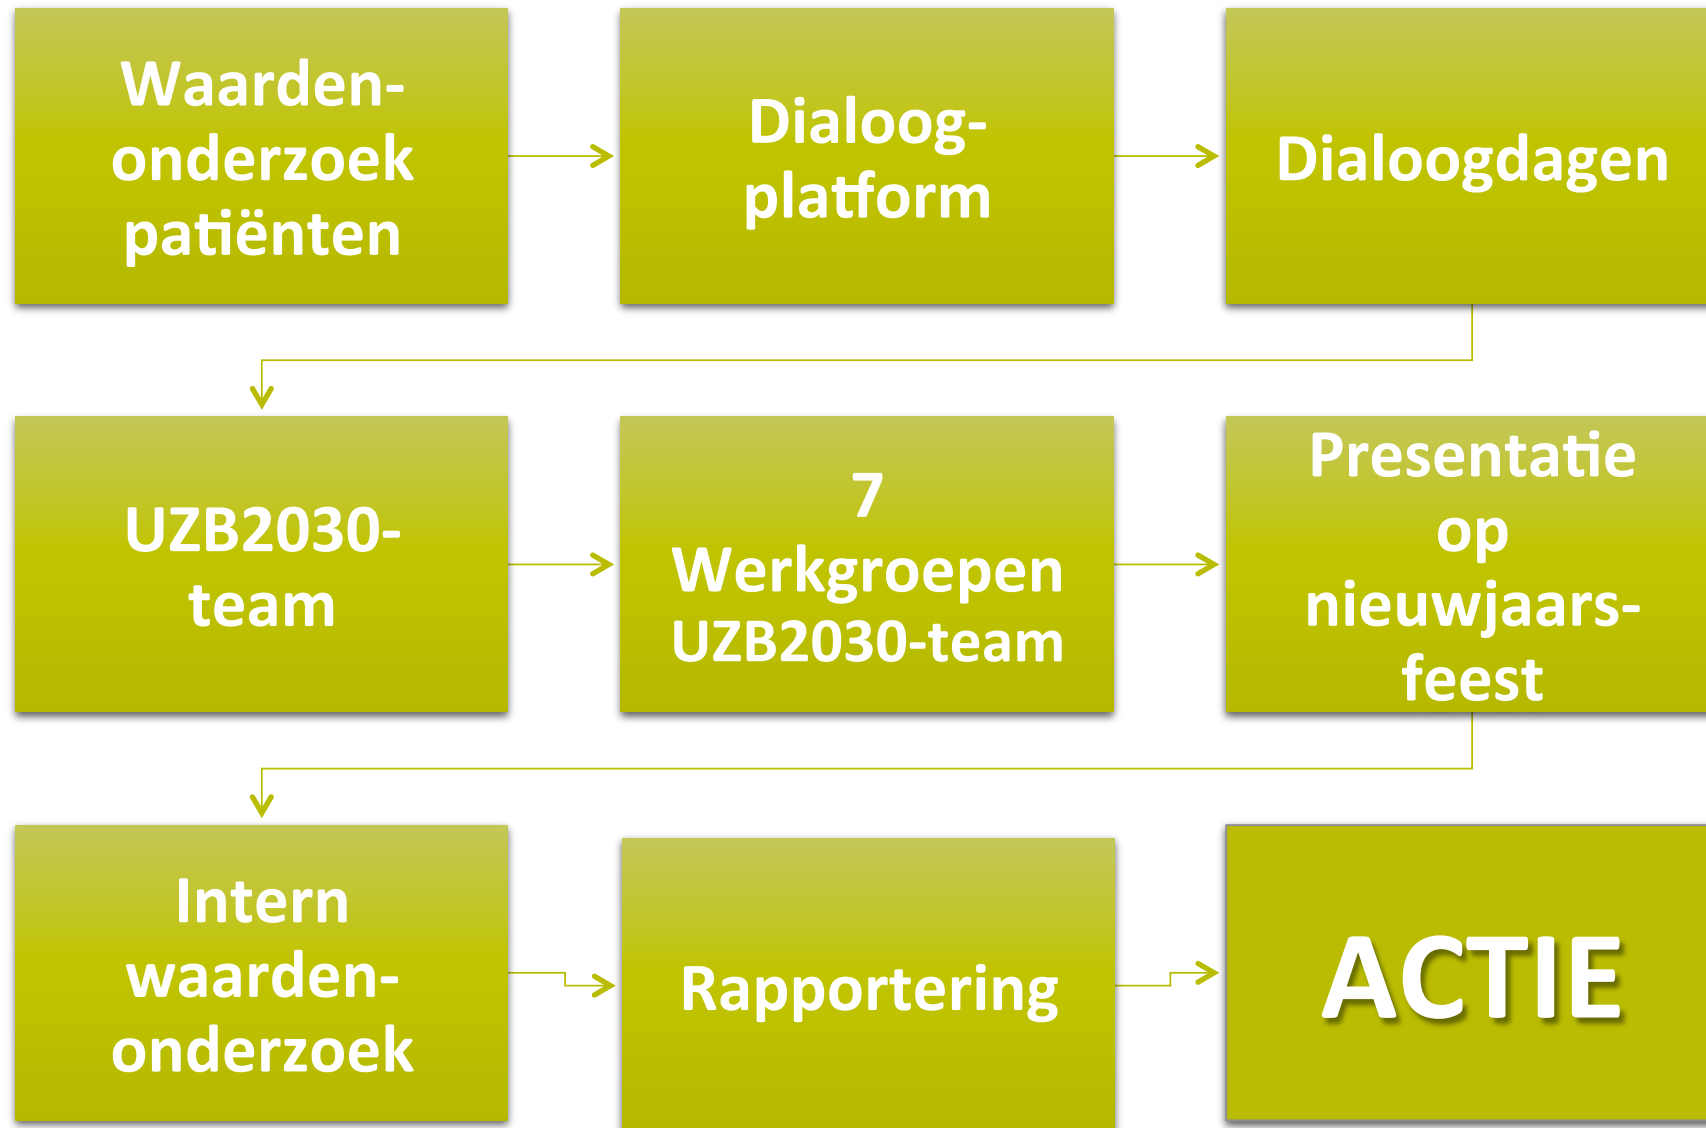 Waarden-
onderzoek
patiënten
Dialoog-
platform
Dialoogdagen
UZB2030-
team
7
Werkgroepen
UZB2030-team
Presentatie
op
nieuwjaars-
feest
Intern
waarden-
onderzoek
Rapportering
ACTIE